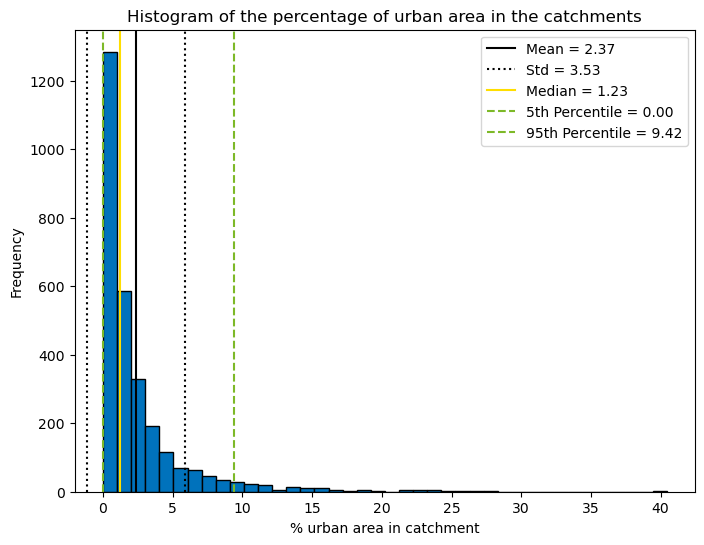 Histogram of the percentage of urban area in the catchments
Mean = 2.37
Std = 3.53
Median = 1.23
5th Percentile = 0.00
95th Percentile = 9.42
1200
1000
800
600
400
200
0
Frequency
0 5 10 15 20 25 30 35 40
% urban area in catchment